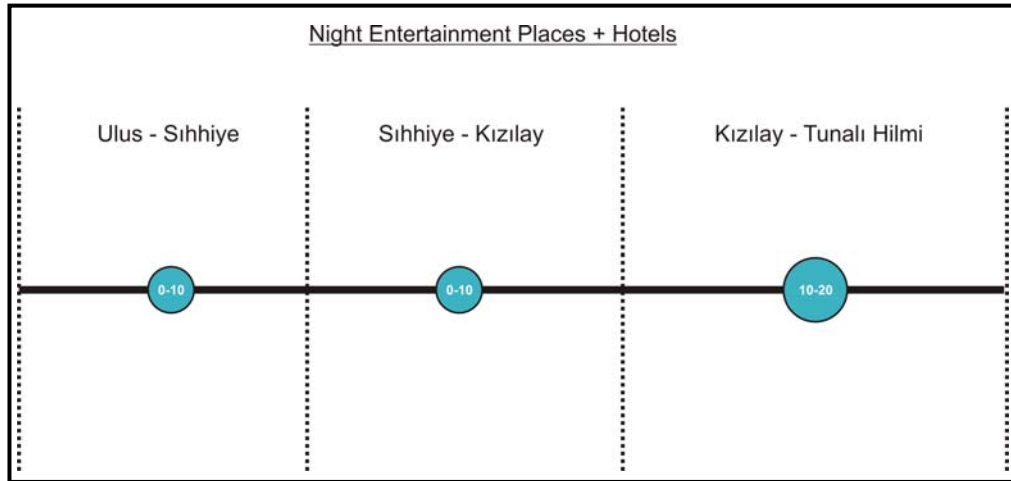 Night Entertainment Places + Hotels
Ulus - Sıhhiye
Sıhhiye - Kızılay
Kızılay - Tunalı Hilmi
0-10
0-10
10-20